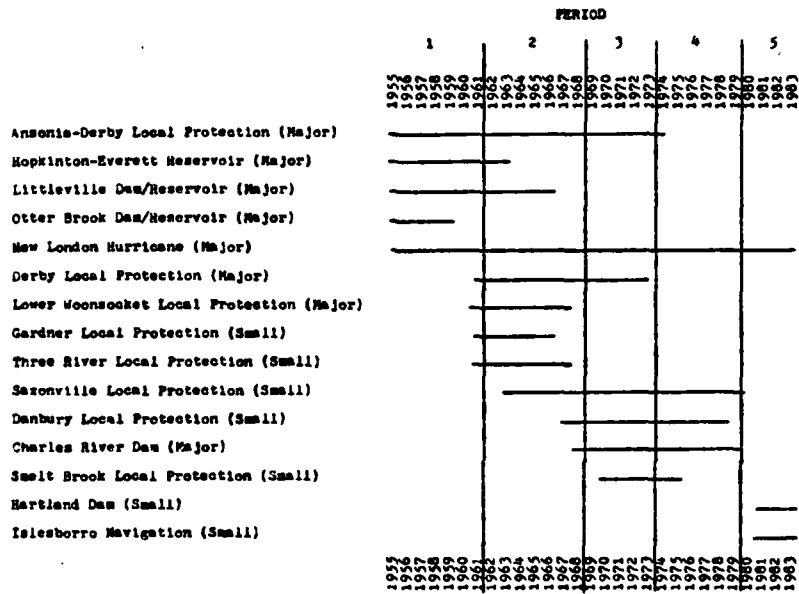 PERIOD
1 2 3 4 5
1955 1956 1957 1958 1959 1960 1961 1962 1963 1964 1965 1966 1967 1968 1969 1970 1971 1972 1973 1974 1975 1976 1977 1978 1979 1980 1981 1982 1983
Ansonia-Derby Local Protection (Major)
Hopkinton-Everett Reservoir (Major)
Littleville Dam/Reservoir (Major)
Otter Brook Dam/Reservoir (Major)
New London Hurricane (Major)
Derby Local Protection (Major)
Lower Woonsocket Local Protection (Major)
Gardner Local Protection (Small)
Three River Local Protection (Small)
Saxonville Local Protection (Small)
Danbury Local Protection (Small)
Charles River Dam (Major)
Smelt Brook Local Protection (Small)
Hartland Dam (Small)
Islesborro Navigation (Small)
1955 1956 1957 1958 1959 1960 1961 1962 1963 1964 1965 1966 1967 1968 1969 1970 1971 1972 1973 1974 1975 1976 1977 1978 1979 1980 1981 1982 1983